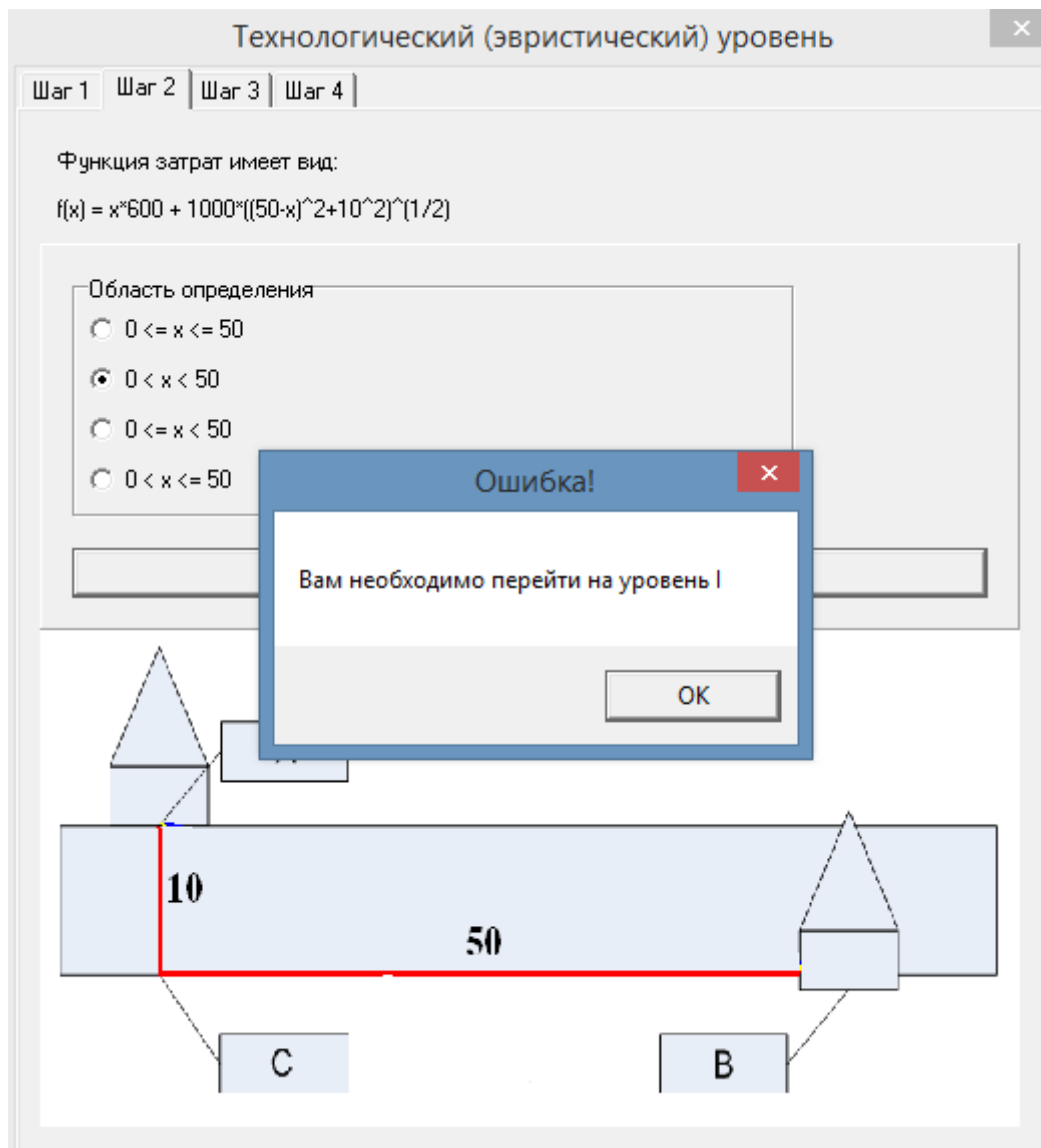 Технологический (эвристический) уровень
Шаг 1 Шаг 2 Шаг 3 Шаг 4
Функция затрат имеет вид:
f(x) = x*600 + 1000*((50-x)^2+10^2)^(1/2)
Область определения
0 <= x <= 50
0 < x < 50
0 <= x < 50
0 < x <= 50
Ошибка!
Вам необходимо перейти на уровень I
OK
10
50
C
B